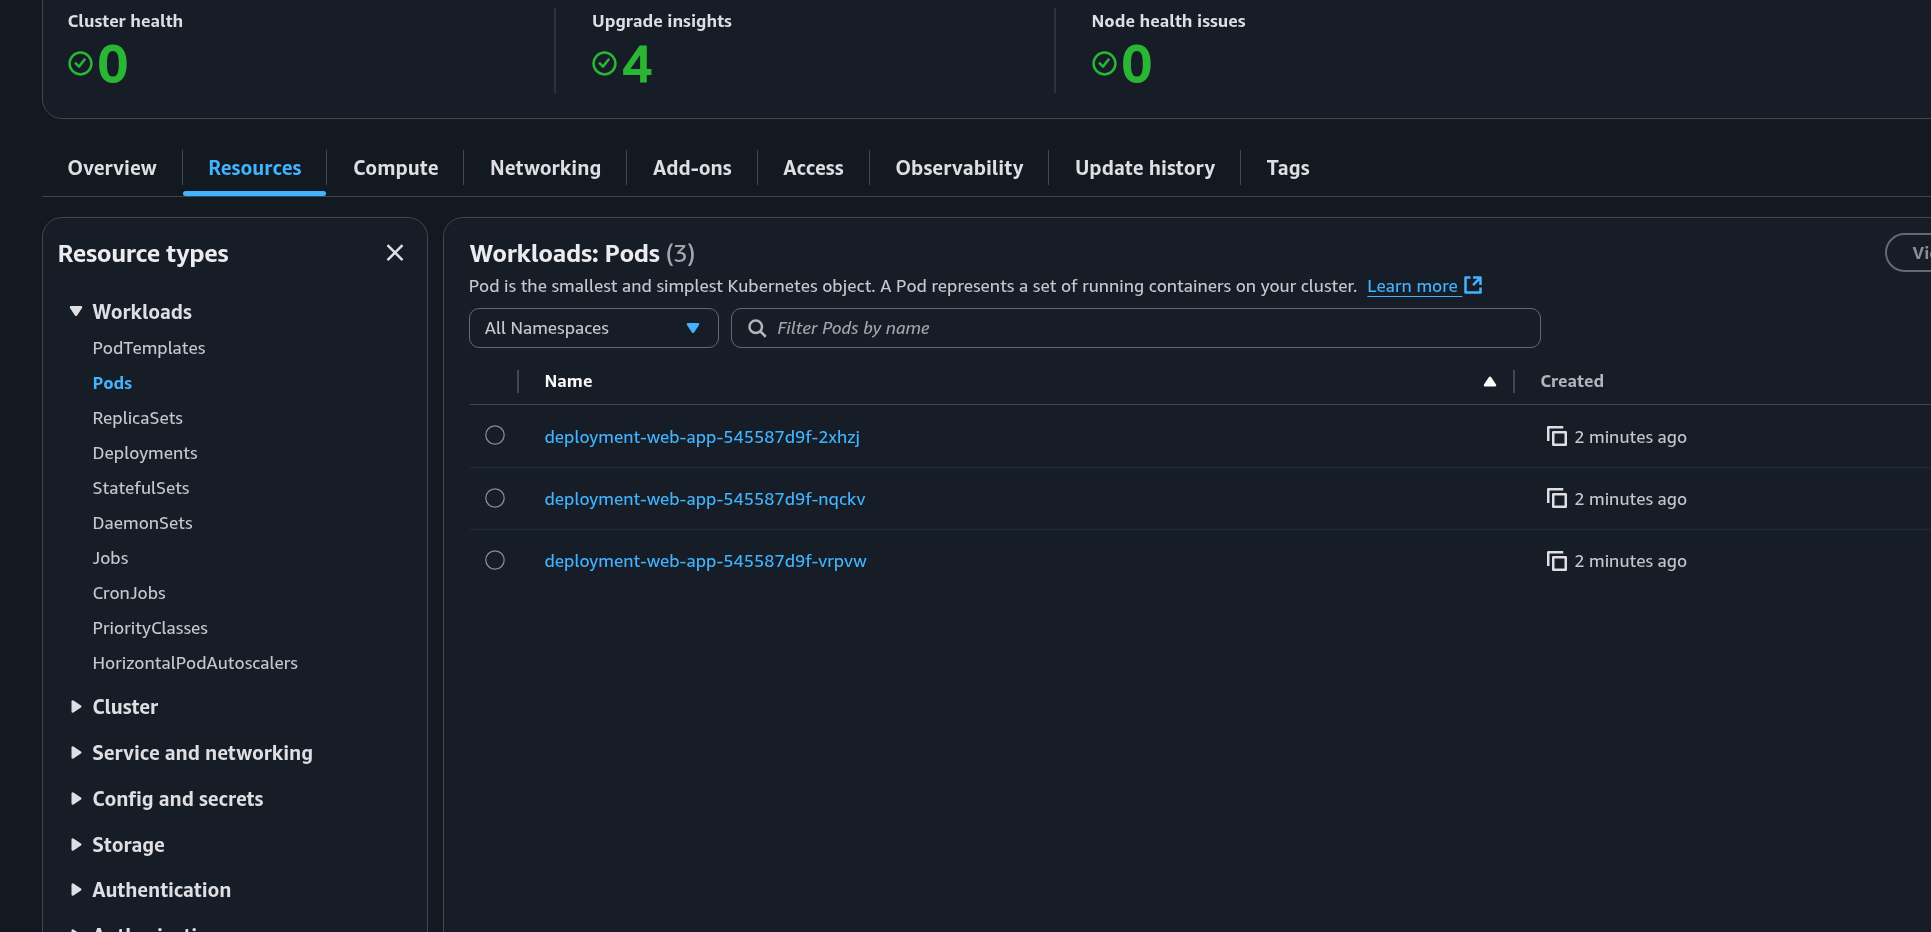 Cluster health
0
Upgrade insights
4
Node health issues
0
Overview
Resources
Compute
Networking
Add-ons
Access
Observability
Update history
Tags
Resource types
Workloads
PodTemplates
Pods
ReplicaSets
Deployments
StatefulSets
DaemonSets
Jobs
CronJobs
PriorityClasses
HorizontalPodAutoscalers
Cluster
Service and networking
Config and secrets
Storage
Authentication
Workloads: Pods (3)
Pod is the smallest and simplest Kubernetes object. A Pod represents a set of running containers on your cluster. Learn more
All Namespaces
Filter Pods by name
Name
Created
deployment-web-app-545587d9f-2xhzj
2 minutes ago
deployment-web-app-545587d9f-nqckv
2 minutes ago
deployment-web-app-545587d9f-vrpvw
2 minutes ago